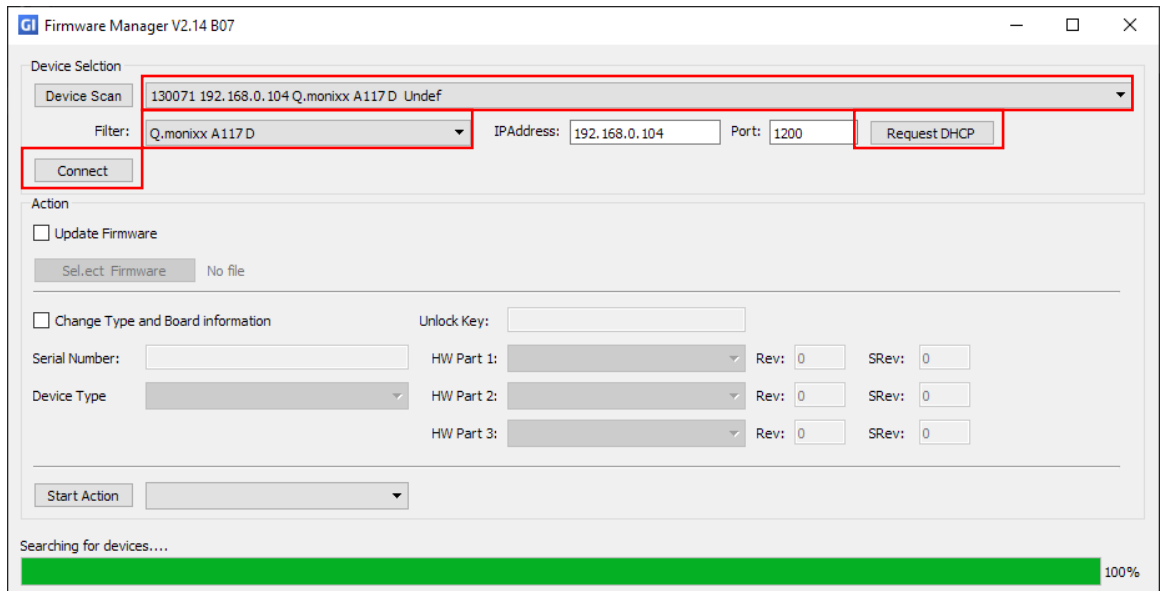 GI Firmware Manager V2.14 B07
Device Selction
Device Scan 130071 192.168.0.104 Q.monixx A117 D Undef
Filter: Q.monixx A117 D IPAddress: 192.168.0.104 Port: 1200 Request DHCP
Connect
Action
Update Firmware
Sel.ect Firmware No file
Change Type and Board information Unlock Key:
Serial Number: HW Part 1: Rev: 0 SRev: 0
Device Type HW Part 2: Rev: 0 SRev: 0
HW Part 3: Rev: 0 SRev: 0
Start Action
Searching for devices....
100%